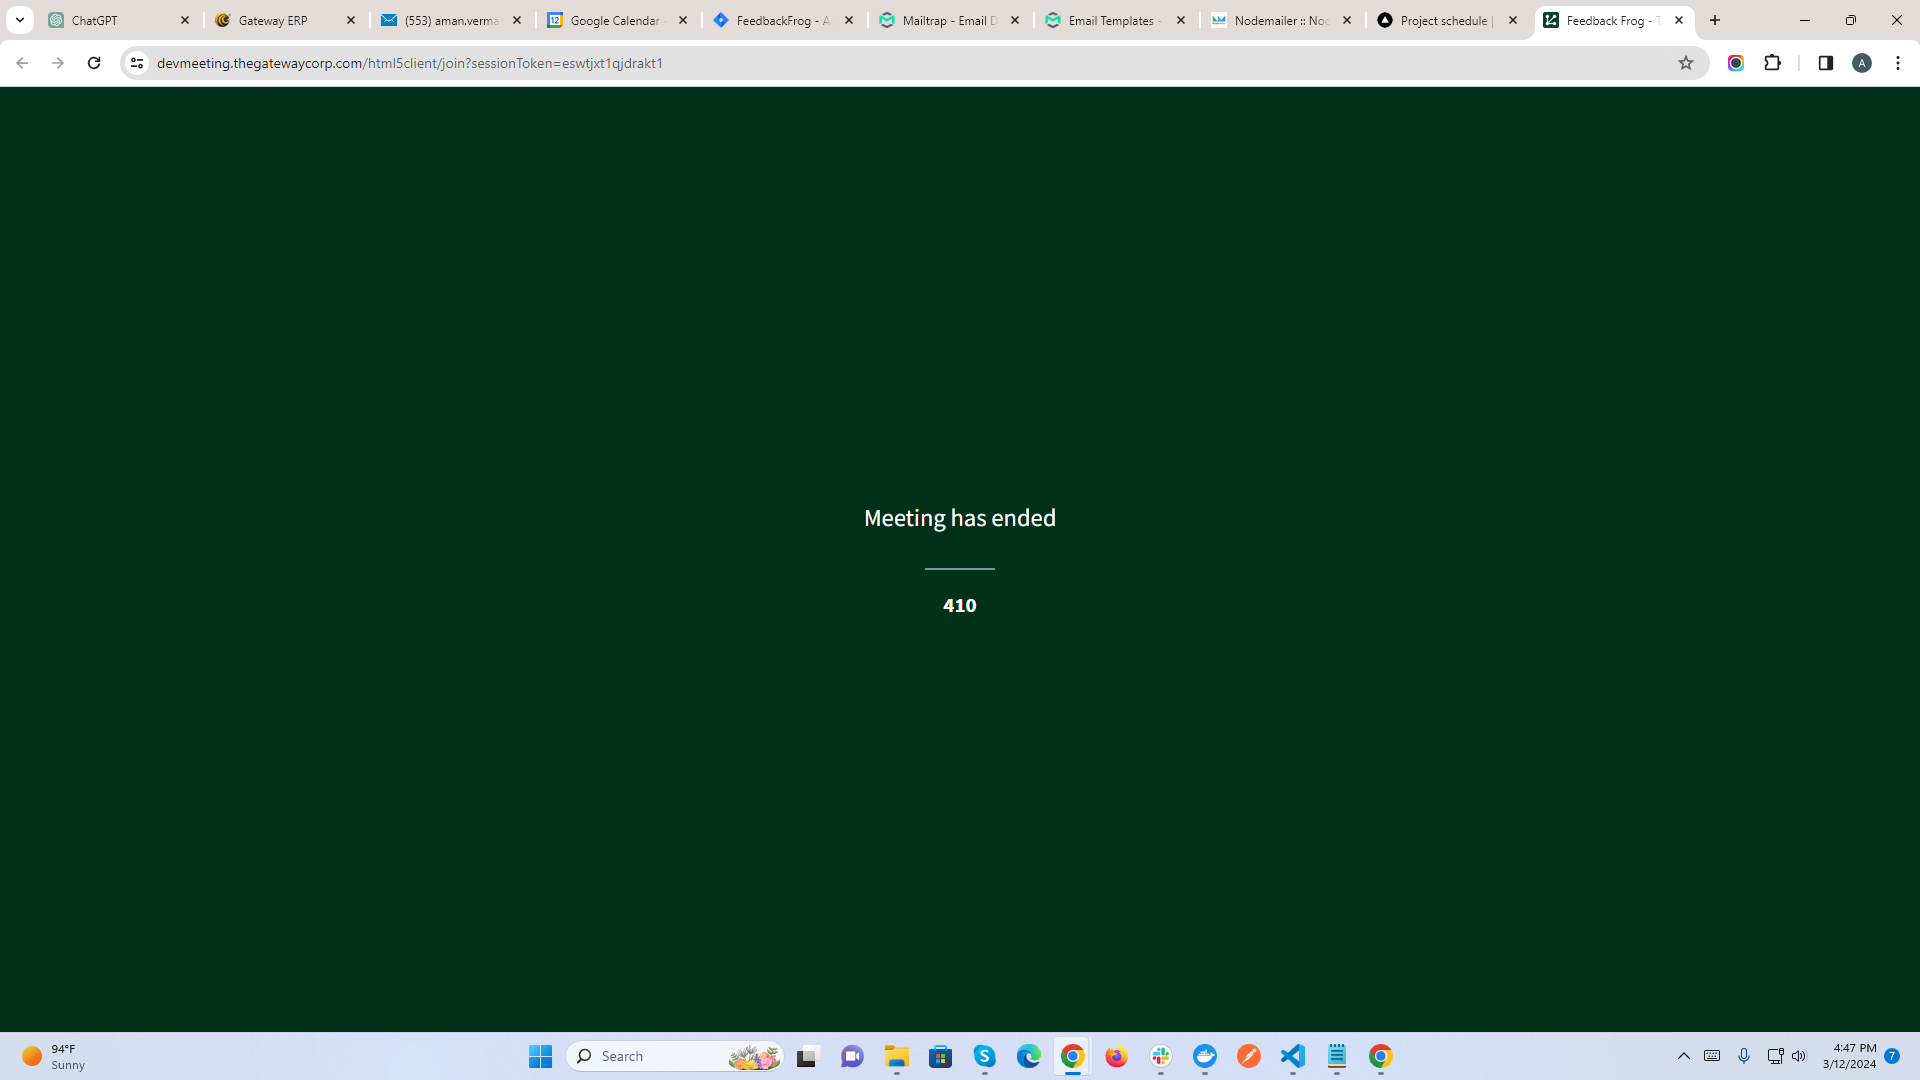 ChatGPT
Gateway ERP
(553) aman.verma
Google Calendar -
FeedbackFrog - A
Mailtrap - Email D
Email Templates -
Nodemailer :: Noc
Project schedule |
Feedback Frog - T
devmeeting.thegatewaycorp.com/html5client/join?sessionToken=eswtjxt1qjdrakt1
A
Meeting has ended
410
94°F
Sunny
Search
4:47 PM
3/12/2024
7